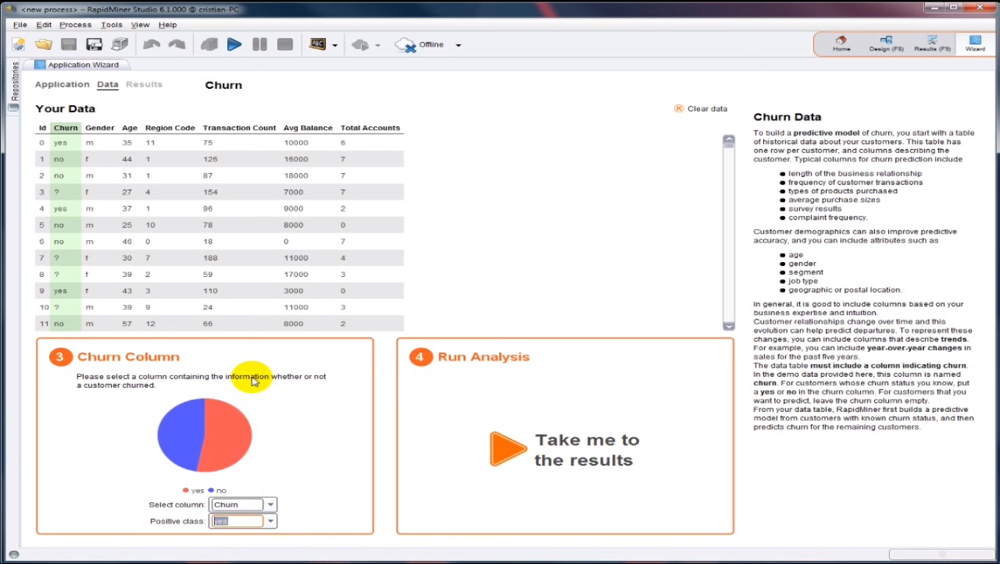 <new process> – RapidMiner Studio 6.1.000 @ cristian-PC
File Edit Process Tools View Help
Offline
Home Design (F8) Results (F9) Wizard
Repositories
Application Wizard
Application Data Results Churn
Your Data
Clear data
Id Churn Gender Age Region Code Transaction Count Avg Balance Total Accounts
0 yes m 35 11 75 10000 6
1 no f 44 1 126 16000 7
2 no m 31 1 87 18000 7
3 ? f 27 4 154 7000 7
4 yes m 37 1 96 9000 2
5 no m 25 10 78 8000 0
6 no m 46 0 18 0 7
7 ? f 30 7 188 11000 4
8 ? f 39 2 59 17000 3
9 yes f 43 3 110 3000 0
10 ? m 39 9 24 11000 3
11 no m 57 12 66 8000 2
3 Churn Column
Please select a column containing the information whether or not
a customer churned.
yes no
Select column: Churn
Positive class: yes
4 Run Analysis
Take me to
the results
Churn Data
To build a predictive model of churn, you start with a table
of historical data about your customers. This table has
one row per customer, and columns describing the
customer. Typical columns for churn prediction include
length of the business relationship
frequency of customer transactions
types of products purchased
average purchase sizes
survey results
complaint frequency.
Customer demographics can also improve predictive
accuracy, and you can include attributes such as
age
gender
segment
job type
geographic or postal location.
In general, it is good to include columns based on your
business expertise and intuition.
Customer relationships change over time and this
evolution can help predict departures. To represent these
changes, you can include columns that describe trends.
For example, you can include year-over-year changes in
sales for the past five years.
The data table must include a column indicating churn.
In the demo data provided here, this column is named
churn. For customers whose churn status you know, put
a yes or no in the churn column. For customers that you
want to predict, leave the churn column empty.
From your data table, RapidMiner first builds a predictive
model from customers with known churn status, and then
predicts churn for the remaining customers.